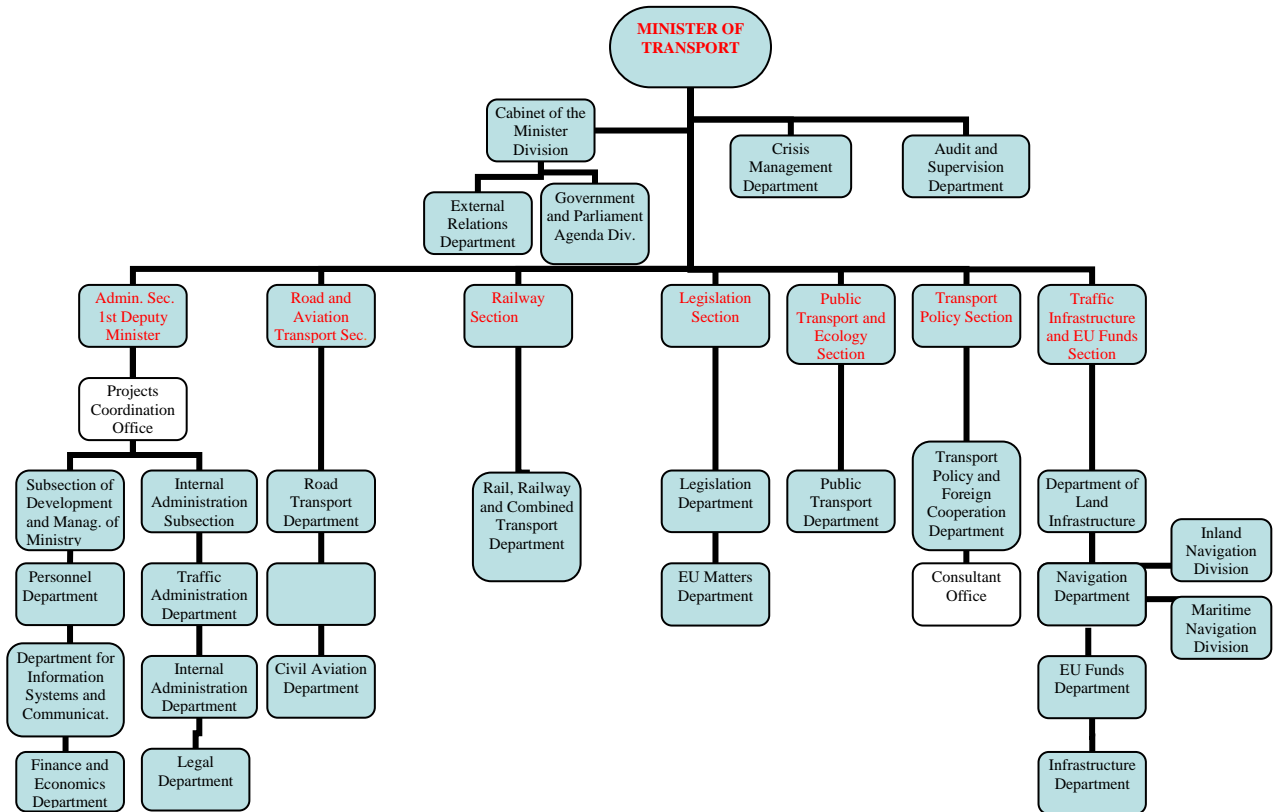 MINISTER OF
TRANSPORT
Cabinet of the
Minister
Division
Crisis
Management
Department
Audit and
Supervision
Department
External
Relations
Department
Government
and Parliament
Agenda Div.
Admin. Sec.
1st Deputy
Minister
Road and
Aviation
Transport Sec.
Railway
Section
Legislation
Section
Public
Transport and
Ecology
Section
Transport
Policy Section
Traffic
Infrastructure
and EU Funds
Section
Projects
Coordination
Office
Subsection of
Development
and Manag. of
Ministry
Internal
Administration
Subsection
Road
Transport
Department
Rail, Railway
and Combined
Transport
Department
Legislation
Department
Public
Transport
Department
Transport
Policy and
Foreign
Cooperation
Department
Department of
Land
Infrastructure
Inland
Navigation
Division
Personnel
Department
Traffic
Administration
Department
EU Matters
Department
Consultant
Office
Navigation
Department
Maritime
Navigation
Division
Department for
Information
Systems and
Communicat.
Internal
Administration
Department
Civil Aviation
Department
EU Funds
Department
Finance and
Economics
Department
Legal
Department
Infrastructure
Department